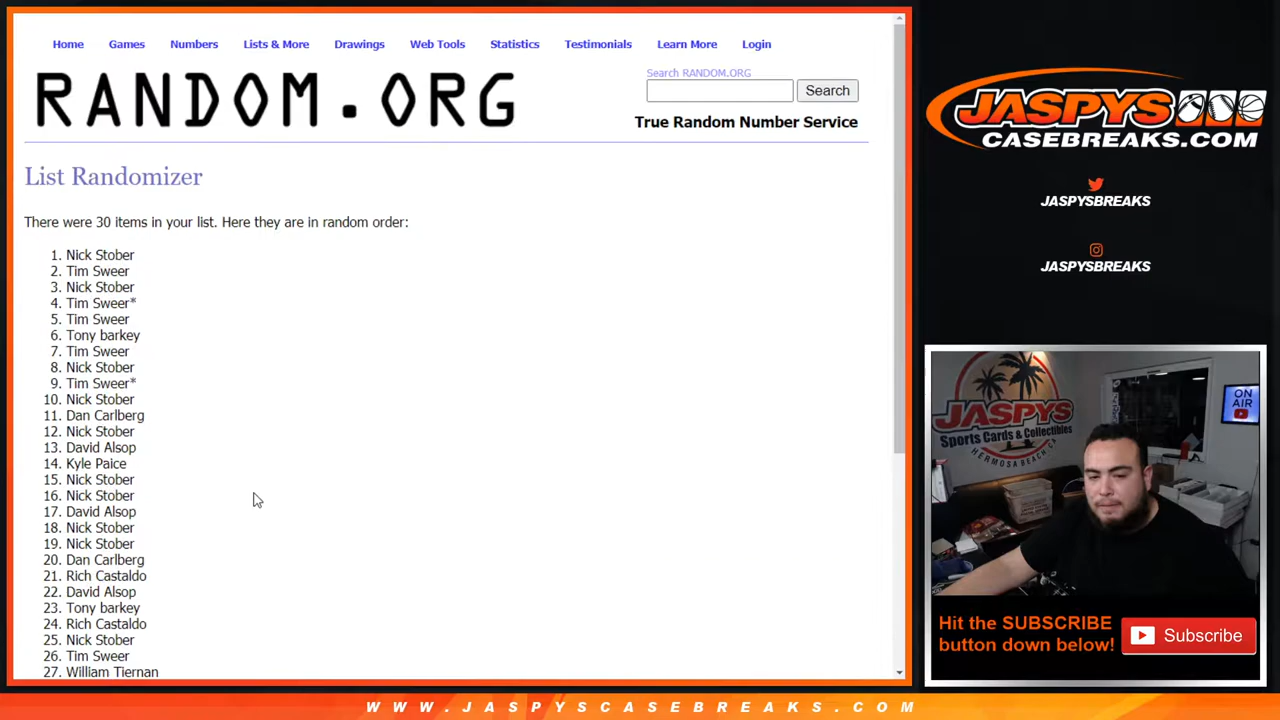 Home Games Numbers Lists & More Drawings Web Tools Statistics Testimonials Learn More Login
RANDOM.ORG
Search RANDOM.ORG
Search
True Random Number Service
List Randomizer
There were 30 items in your list. Here they are in random order:
1. Nick Stober
2. Tim Sweer
3. Nick Stober
4. Tim Sweer*
5. Tim Sweer
6. Tony barkey
7. Tim Sweer
8. Nick Stober
9. Tim Sweer*
10. Nick Stober
11. Dan Carlberg
12. Nick Stober
13. David Alsop
14. Kyle Paice
15. Nick Stober
16. Nick Stober
17. David Alsop
18. Nick Stober
19. Nick Stober
20. Dan Carlberg
21. Rich Castaldo
22. David Alsop
23. Tony barkey
24. Rich Castaldo
25. Nick Stober
26. Tim Sweer
27. William Tiernan
JASPYS
CASEBREAKS.COM
JASPYSBREAKS
JASPYSBREAKS
JASPYS
Sports Cards & Collectibles
HERMOSA BEACH CA
ON AIR
Hit the SUBSCRIBE
button down below!
Subscribe
WWW.JASPYSCASEBREAKS.COM